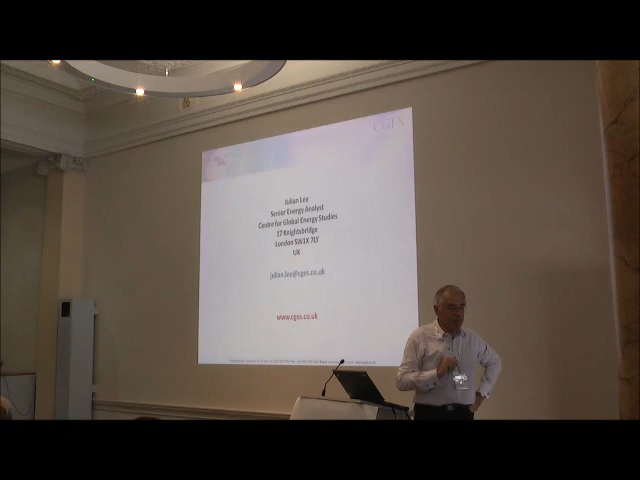 CGES
Julian Lee
Senior Energy Analyst
Centre for Global Energy Studies
17 Knightsbridge
London SW1X 7LY
UK
julian.lee@cges.co.uk
www.cges.co.uk